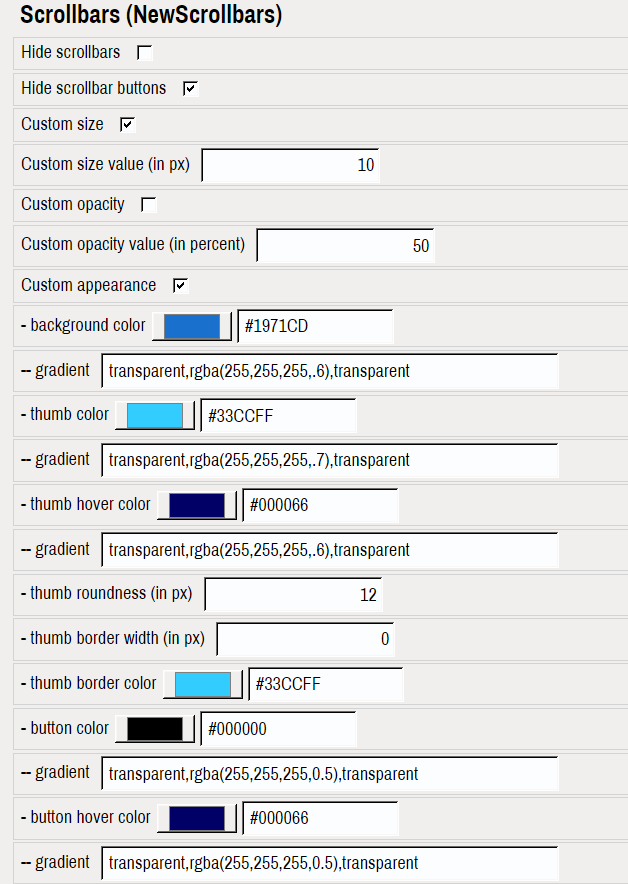 Scrollbars (NewScrollbars)
Hide scrollbars
Hide scrollbar buttons
Custom size
Custom size value (in px) 10
Custom opacity
Custom opacity value (in percent) 50
Custom appearance
- background color #1971CD
-- gradient transparent,rgba(255,255,255,.6),transparent
- thumb color #33CCFF
-- gradient transparent,rgba(255,255,255,.7),transparent
- thumb hover color #000066
-- gradient transparent,rgba(255,255,255,.6),transparent
- thumb roundness (in px) 12
- thumb border width (in px) 0
- thumb border color #33CCFF
- button color #000000
-- gradient transparent,rgba(255,255,255,0.5),transparent
- button hover color #000066
-- gradient transparent,rgba(255,255,255,0.5),transparent